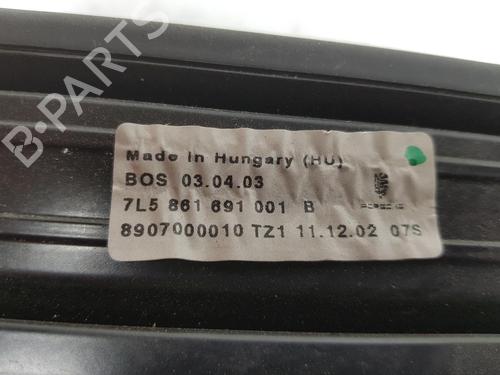 B-PARTS
Made in Hungary (HU)
BOS 03.04.03
7L5 861 691 001 B
8907000010 TZ1 11.12.02 07S